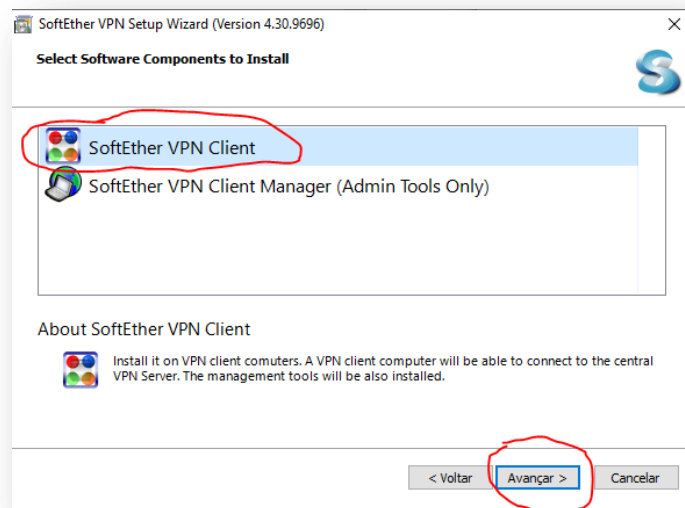 SoftEther VPN Setup Wizard (Version 4.30.9696)
Select Software Components to Install
SoftEther VPN Client
SoftEther VPN Client Manager (Admin Tools Only)
About SoftEther VPN Client
Install it on VPN client comuters. A VPN client computer will be able to connect to the central
VPN Server. The management tools will be also installed.
< Voltar
Avançar >
Cancelar